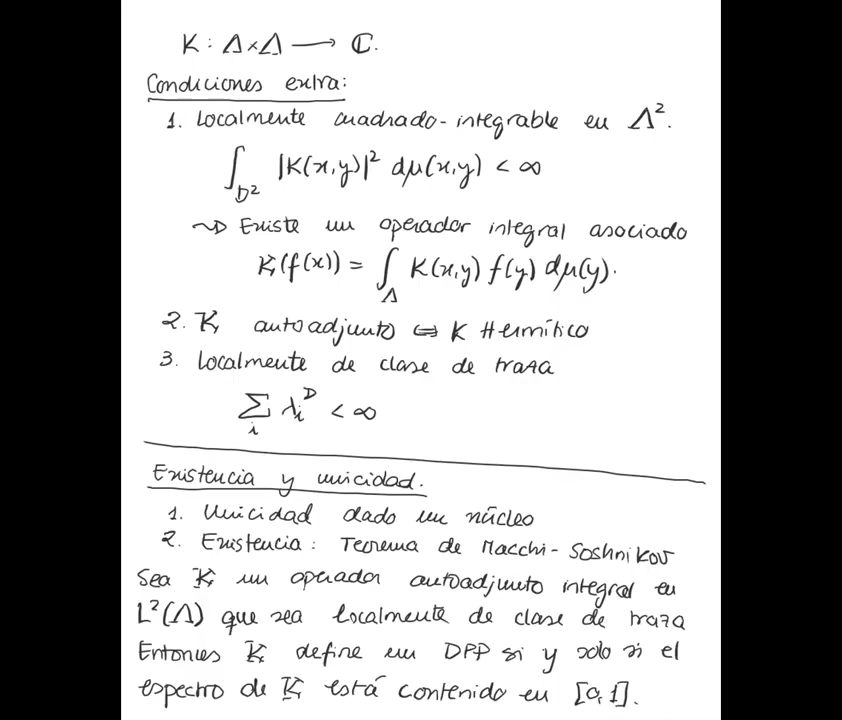 K : Λ×Λ ⟶ ℂ.
Condiciones extra:
1. Localmente cuadrado-integrable en Λ².
∫_{D²} |K(x,y)|² dμ(x,y) < ∞
⇝ Existe un operador integral asociado
𝒦(f(x)) = ∫_Λ K(x,y) f(y) dμ(y).
2. 𝒦 autoadjunto ⇔ K Hermítico
3. Localmente de clase de traza
∑_i λ_i^D < ∞
Existencia y unicidad.
1. Unicidad dado un núcleo
2. Existencia: Teorema de Macchi-Soshnikov
Sea 𝒦 un operador autoadjunto integral en
L²(Λ) que sea localmente de clase de traza
Entonces 𝒦 define un DPP si y solo si el
espectro de 𝒦 está contenido en [0,1].